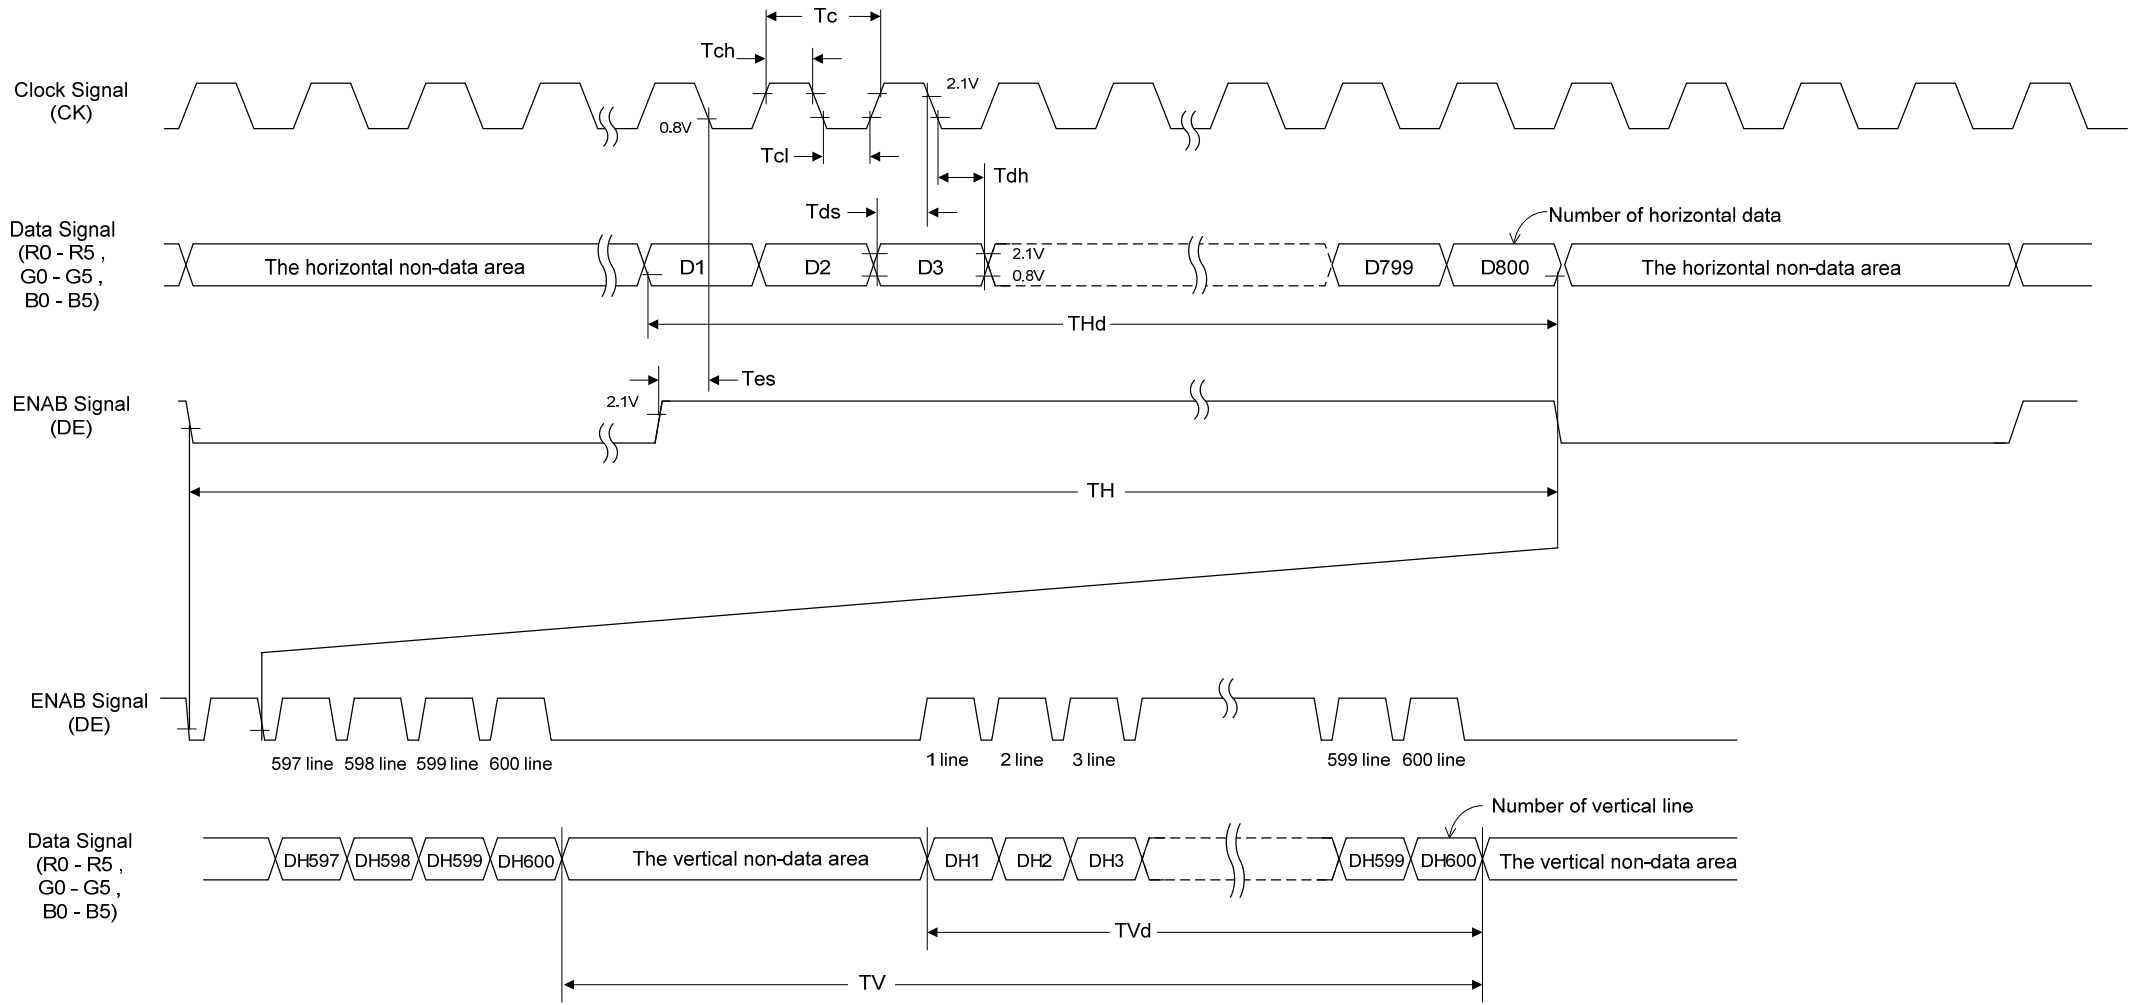 Tc
Tch
Clock Signal
(CK)
2.1V
0.8V
Tcl
Tdh
Tds
Number of horizontal data
Data Signal
(R0 - R5 ,
G0 - G5 ,
B0 - B5)
The horizontal non-data area
D1
D2
D3
2.1V
0.8V
D799
D800
The horizontal non-data area
THd
Tes
ENAB Signal
(DE)
2.1V
TH
ENAB Signal
(DE)
597 line
598 line
599 line
600 line
1 line
2 line
3 line
599 line
600 line
Number of vertical line
Data Signal
(R0 - R5 ,
G0 - G5 ,
B0 - B5)
DH597
DH598
DH599
DH600
The vertical non-data area
DH1
DH2
DH3
DH599
DH600
The vertical non-data area
TVd
TV